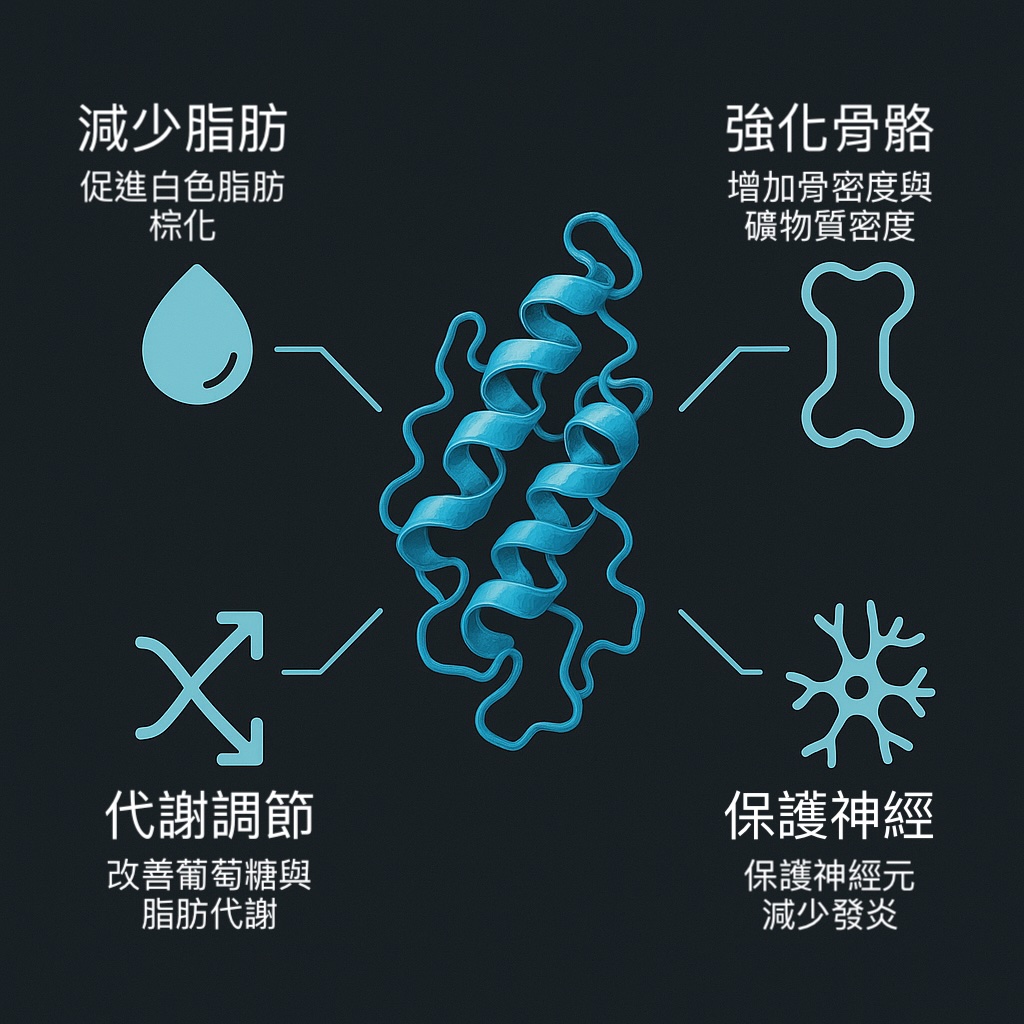 減少脂肪
促進白色脂肪
棕化
強化骨骼
增加骨密度與
礦物質密度
代謝調節
改善葡萄糖與
脂肪代謝
保護神經
保護神經元
減少發炎